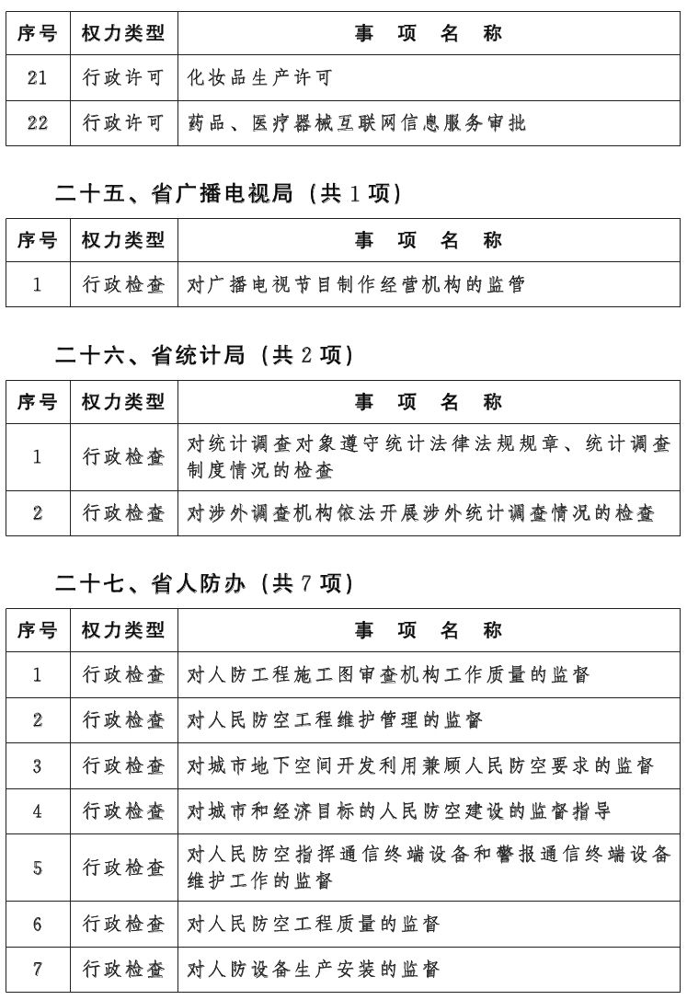 序号 权力类型 事 项 名 称
21 行政许可 化妆品生产许可
22 行政许可 药品、医疗器械互联网信息服务审批
二十五、省广播电视局（共 1 项）
序号 权力类型 事 项 名 称
1 行政检查 对广播电视节目制作经营机构的监管
二十六、省统计局（共 2 项）
序号 权力类型 事 项 名 称
1 行政检查 对统计调查对象遵守统计法律法规规章、统计调查
制度情况的检查
2 行政检查 对涉外调查机构依法开展涉外统计调查情况的检查
二十七、省人防办（共 7 项）
序号 权力类型 事 项 名 称
1 行政检查 对人防工程施工图审查机构工作质量的监督
2 行政检查 对人民防空工程维护管理的监督
3 行政检查 对城市地下空间开发利用兼顾人民防空要求的监督
4 行政检查 对城市和经济目标的人民防空建设的监督指导
5 行政检查 对人民防空指挥通信终端设备和警报通信终端设备
维护工作的监督
6 行政检查 对人民防空工程质量的监督
7 行政检查 对人防设备生产安装的监督